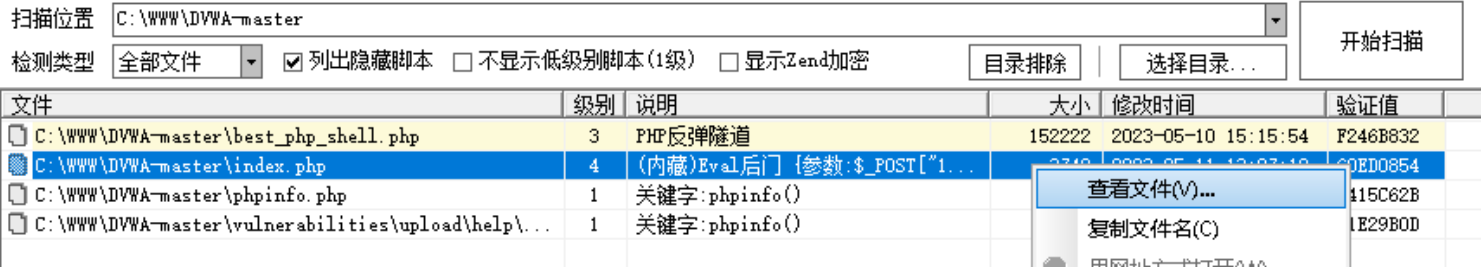 扫描位置 C:\WWW\DVWA-master 开始扫描
检测类型 全部文件 列出隐藏脚本 不显示低级别脚本(1级) 显示Zend加密 目录排除 选择目录...
文件 级别 说明 大小 修改时间 验证值
C:\WWW\DVWA-master\best_php_shell.php 3 PHP反弹隧道 152222 2023-05-10 15:15:54 F246B832
C:\WWW\DVWA-master\index.php 4 (内藏)Eval后门 {参数:$_POST["1...
查看文件(V)...
C:\WWW\DVWA-master\phpinfo.php 1 关键字:phpinfo() 415C62B
C:\WWW\DVWA-master\vulnerabilities\upload\help\... 1 关键字:phpinfo() 1E29B0D
复制文件名(C)